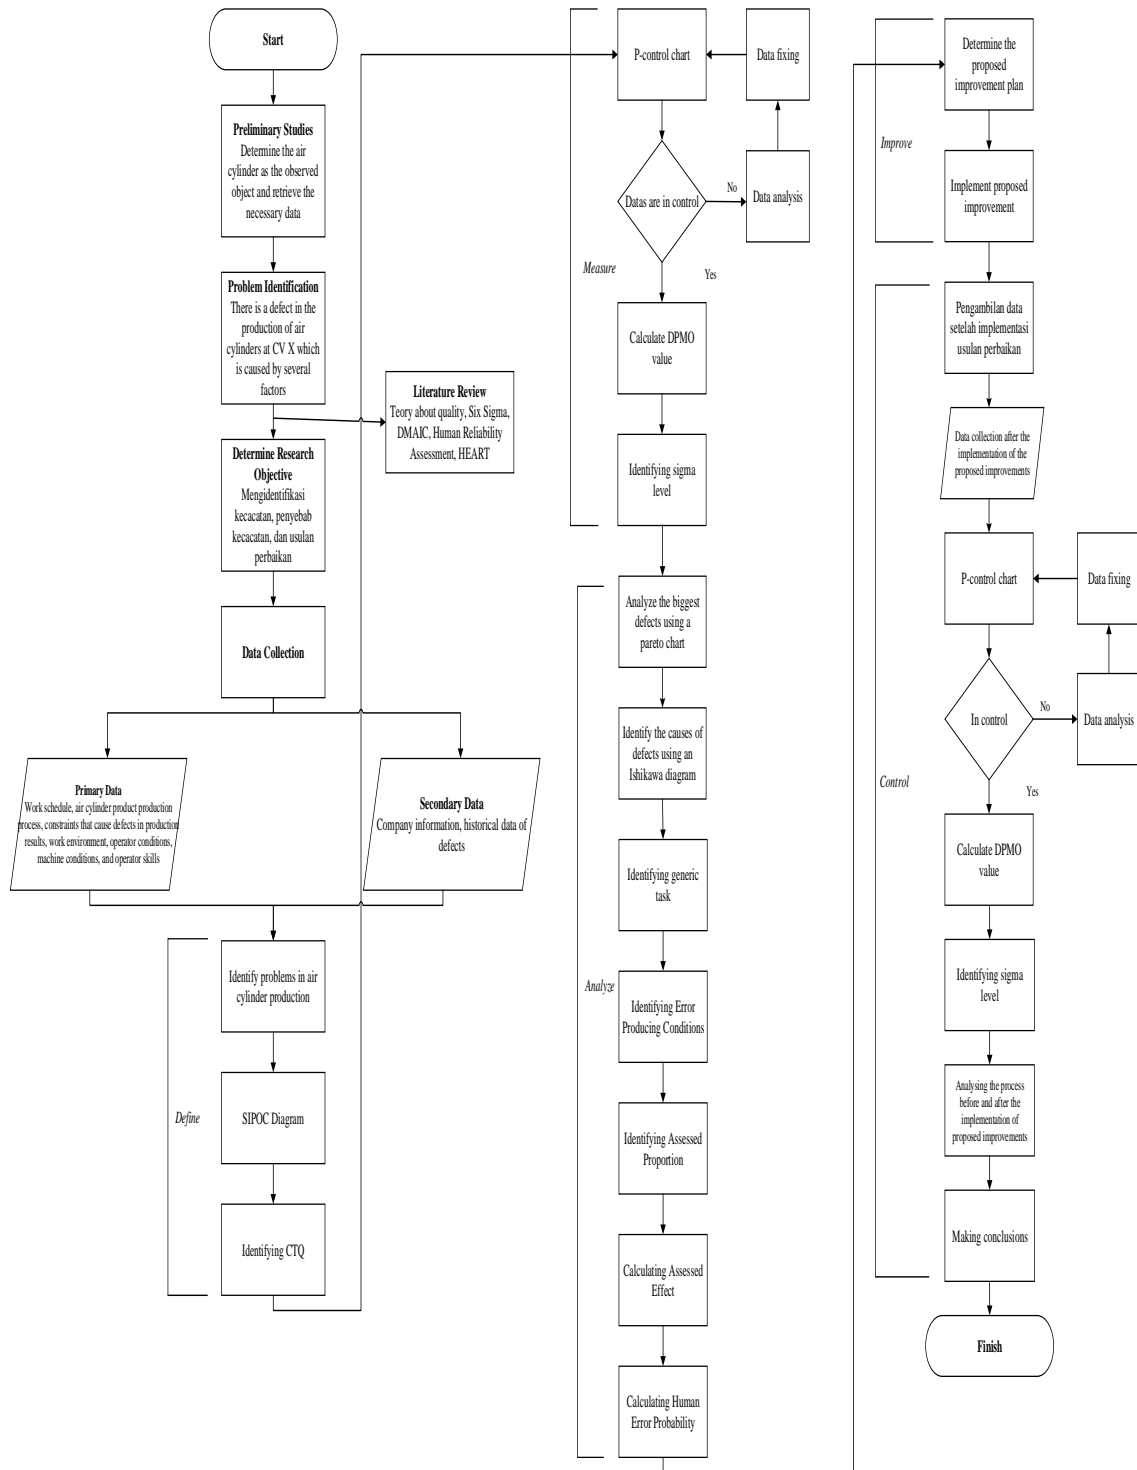 Start
Preliminary Studies
Determine the air
cylinder as the observed
object and retrieve the
necessary data
Problem Identification
There is a defect in the
production of air
cylinders at CV X which
is caused by several
factors
Literature Review
Teory about quality, Six Sigma,
DMAIC, Human Reliability
Assessment, HEART
Determine Research
Objective
Mengidentifikasi
kecacatan, penyebab
kecacatan, dan usulan
perbaikan
Data Collection
Primary Data
Work schedule, air cylinder product production
process, constraints that cause defects in production
results, work environment, operator conditions,
machine conditions, and operator skills
Secondary Data
Company information, historical data of
defects
Define
Identify problems in air
cylinder production
SIPOC Diagram
Identifying CTQ
Measure
P-control chart
Data fixing
Datas are in control
No
Data analysis
Yes
Calculate DPMO
value
Identifying sigma
level
Analyze
Analyze the biggest
defects using a
pareto chart
Identify the causes of
defects using an
Ishikawa diagram
Identifying generic
task
Identifying Error
Producing Conditions
Identifying Assessed
Proportion
Calculating Assessed
Effect
Calculating Human
Error Probability
Improve
Determine the
proposed
improvement plan
Implement proposed
improvement
Control
Pengambilan data
setelah implementasi
usulan perbaikan
Data collection after the
implementation of the
proposed improvements
P-control chart
Data fixing
In control
No
Data analysis
Yes
Calculate DPMO
value
Identifying sigma
level
Analysing the process
before and after the
implementation of
proposed improvements
Making conclusions
Finish